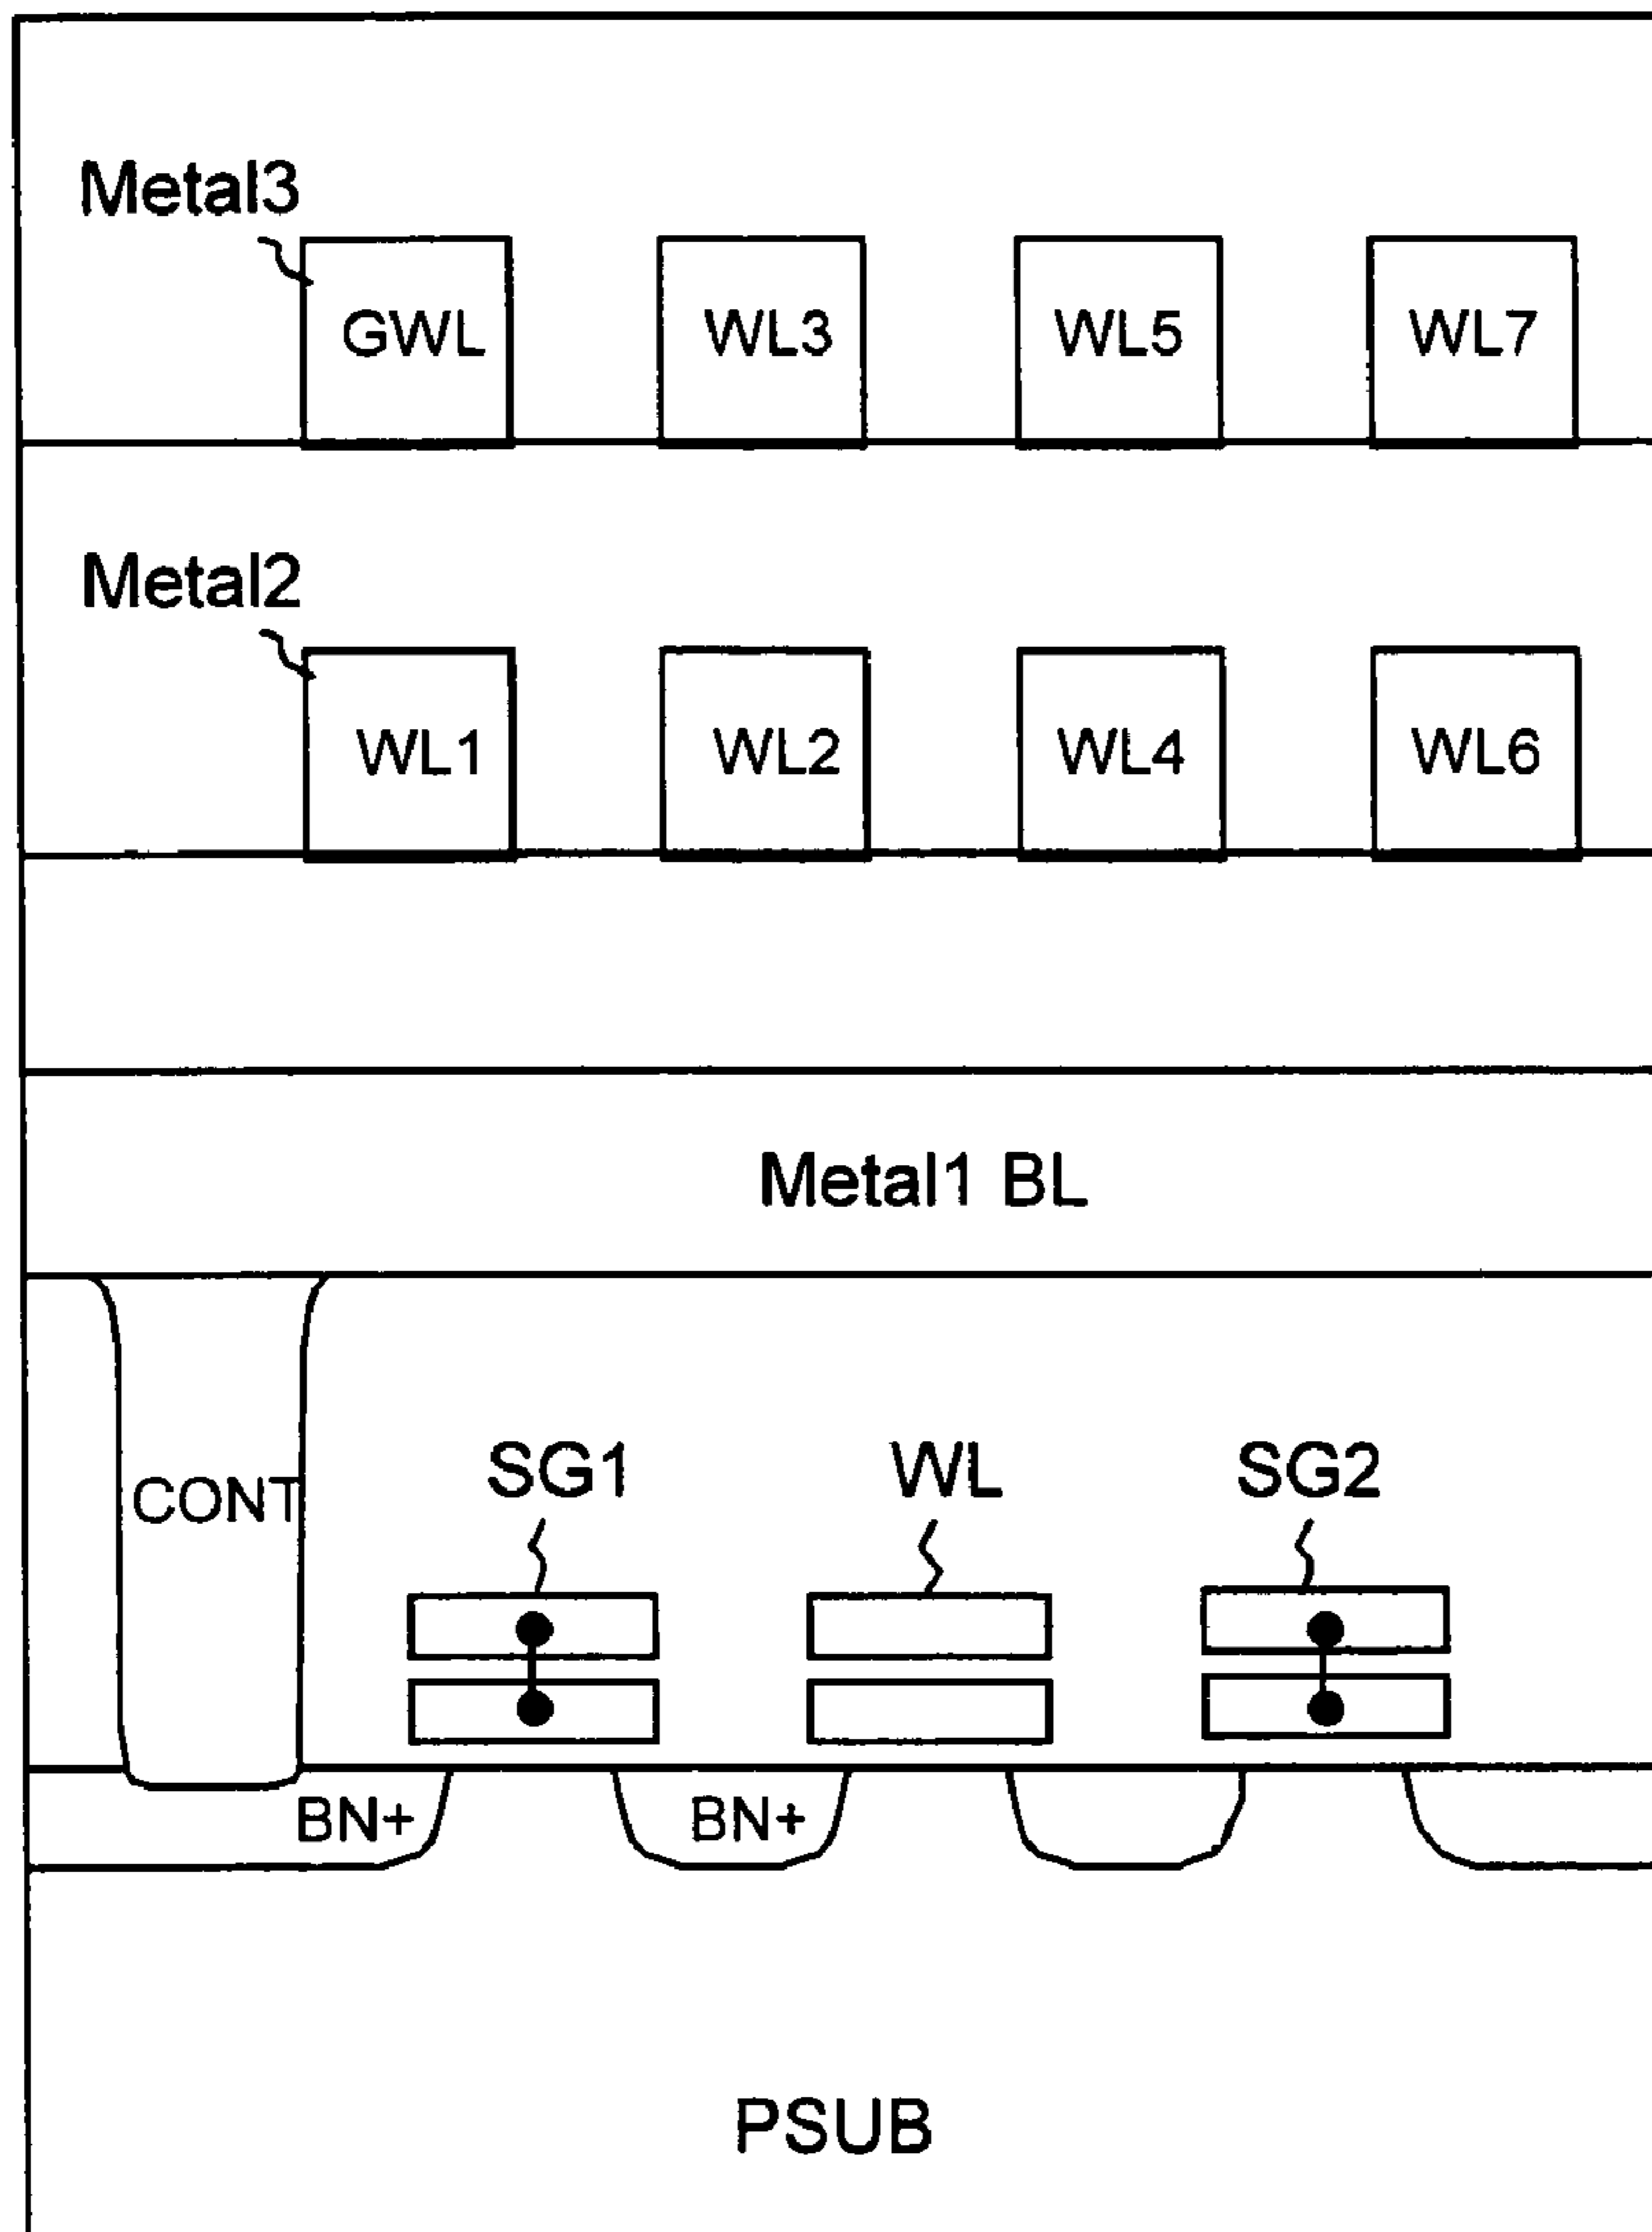 Metal3
GWL WL3 WL5 WL7
Metal2
WL1 WL2 WL4 WL6
Metal1 BL
SG1 WL SG2
CONT
BN+ BN+
PSUB